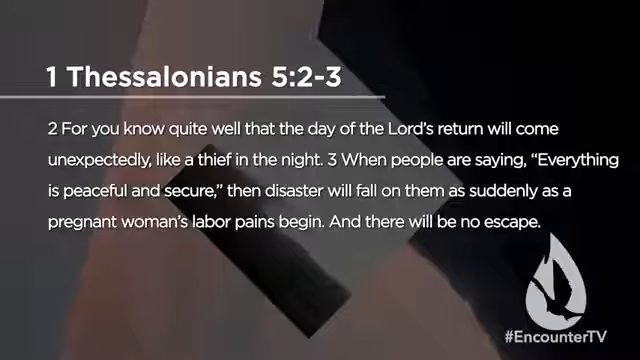 1 Thessalonians 5:2-3
2 For you know quite well that the day of the Lord's return will come
unexpectedly, like a thief in the night. 3 When people are saying, “Everything
is peaceful and secure,” then disaster will fall on them as suddenly as a
pregnant woman's labor pains begin. And there will be no escape.
#EncounterTV